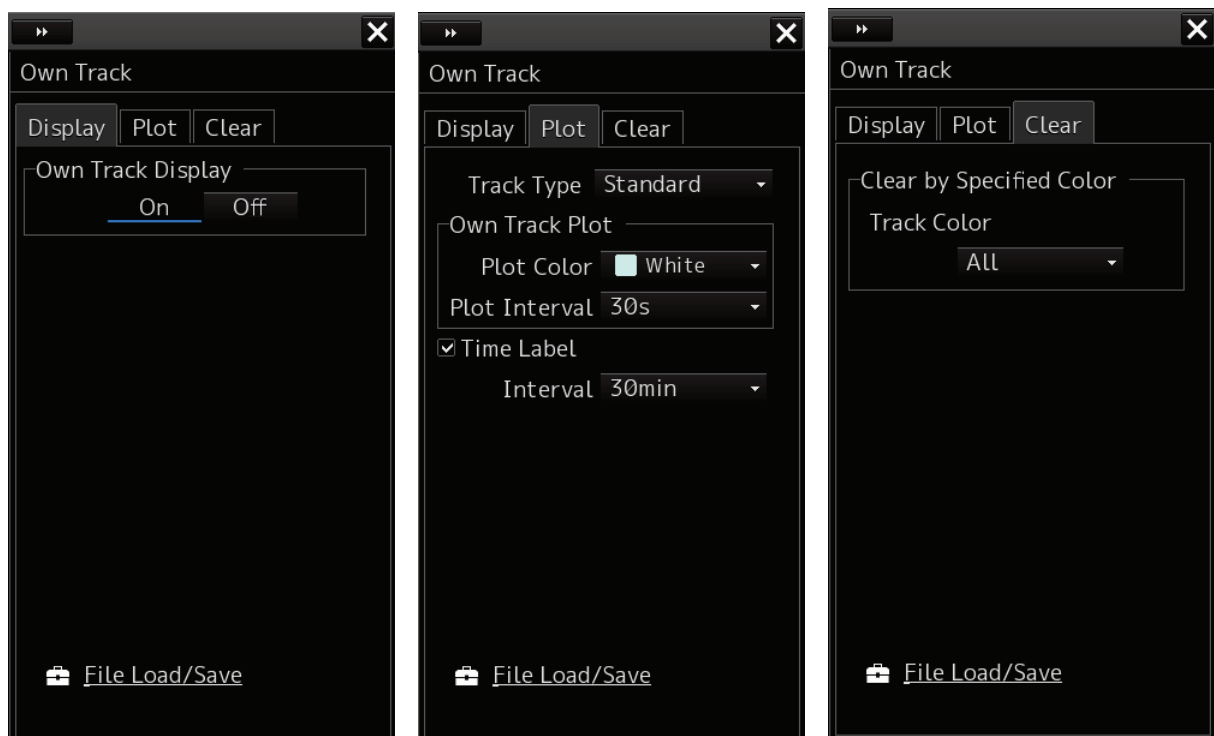 Own Track
Display Plot Clear
Own Track Display
On Off
File Load/Save
Own Track
Display Plot Clear
Track Type Standard
Own Track Plot
Plot Color White
Plot Interval 30s
Time Label
Interval 30min
File Load/Save
Own Track
Display Plot Clear
Clear by Specified Color
Track Color
All
File Load/Save